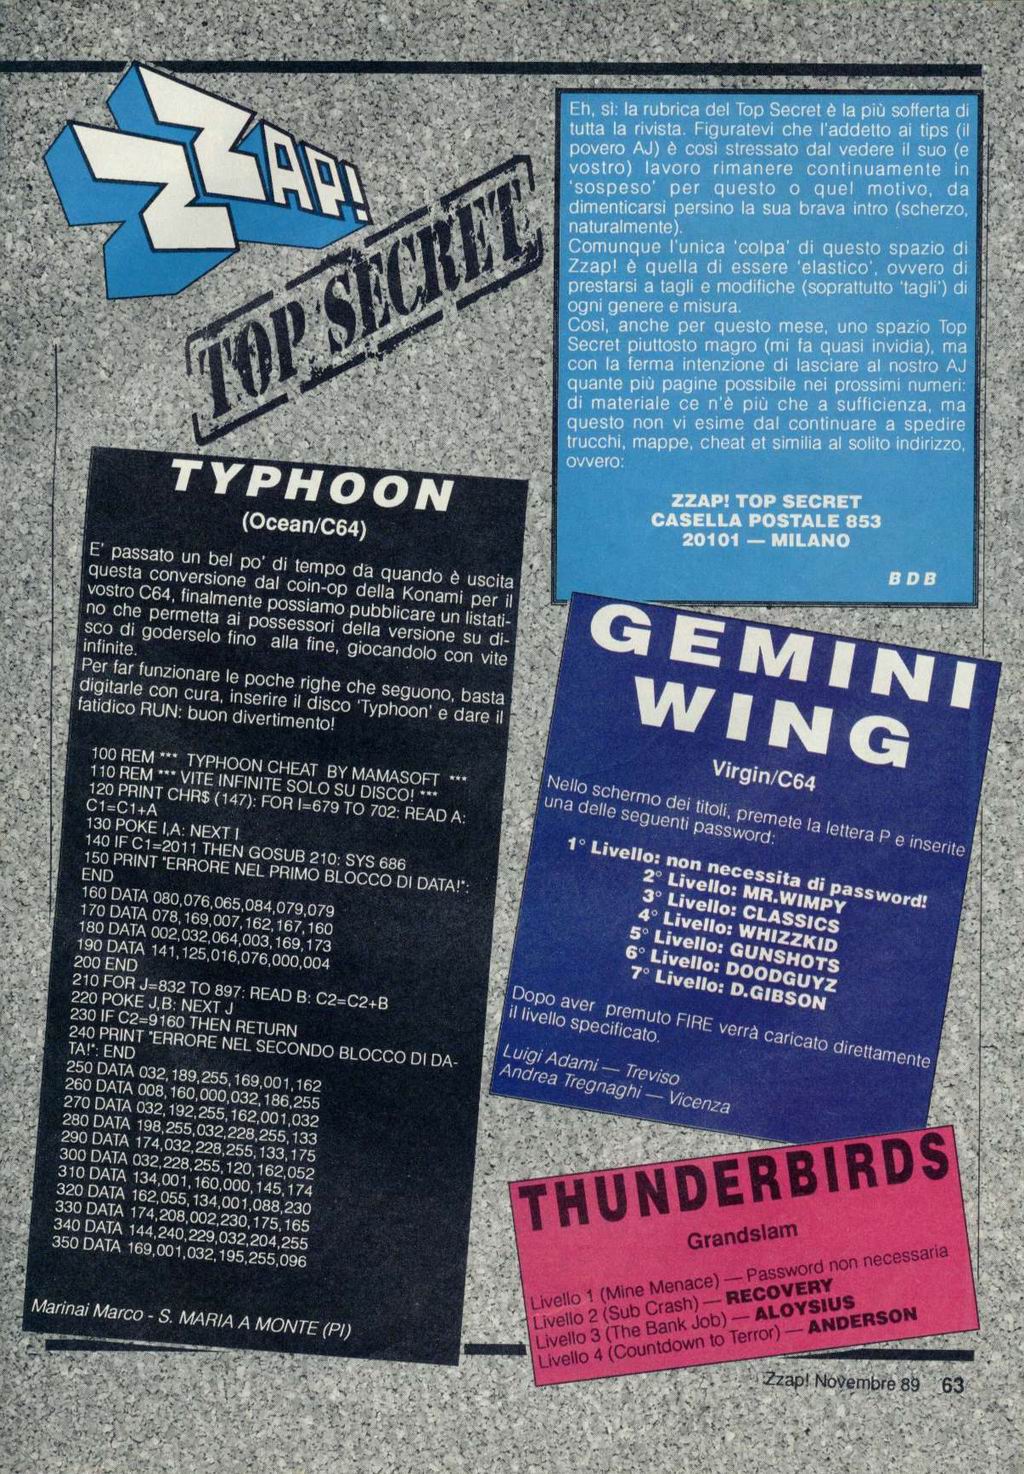 ZZAP!
TOP SECRET
Eh, sì: la rubrica del Top Secret è la più sofferta di
tutta la rivista. Figuratevi che l'addetto ai tips (il
povero AJ) è così stressato dal vedere il suo (e
vostro) lavoro rimanere continuamente in
'sospeso' per questo o quel motivo, da
dimenticarsi persino la sua brava intro (scherzo,
naturalmente).
Comunque l'unica 'colpa' di questo spazio di
Zzap! è quella di essere 'elastico', ovvero di
prestarsi a tagli e modifiche (soprattutto 'tagli') di
ogni genere e misura.
Così, anche per questo mese, uno spazio Top
Secret piuttosto magro (mi fa quasi invidia), ma
con la ferma intenzione di lasciare al nostro AJ
quante più pagine possibile nei prossimi numeri:
di materiale ce n'è più che a sufficienza, ma
questo non vi esime dal continuare a spedire
trucchi, mappe, cheat et similia al solito indirizzo,
ovvero:
ZZAP! TOP SECRET
CASELLA POSTALE 853
20101 — MILANO
BDB
TYPHOON
(Ocean/C64)
E' passato un bel po' di tempo da quando è uscita
questa conversione dal coin-op della Konami per il
vostro C64, finalmente possiamo pubblicare un listati-
no che permetta ai possessori della versione su di-
sco di goderselo fino alla fine, giocandolo con vite
infinite.
Per far funzionare le poche righe che seguono, basta
digitarle con cura, inserire il disco 'Typhoon' e dare il
fatidico RUN: buon divertimento!
100 REM *** TYPHOON CHEAT BY MAMASOFT ***
110 REM *** VITE INFINITE SOLO SU DISCO! ***
120 PRINT CHR$ (147): FOR I=679 TO 702: READ A:
C1=C1+A
130 POKE I,A: NEXT I
140 IF C1=2011 THEN GOSUB 210: SYS 686
150 PRINT "ERRORE NEL PRIMO BLOCCO DI DATA!":
END
160 DATA 080,076,065,084,079,079
170 DATA 078,169,007,162,167,160
180 DATA 002,032,064,003,169,173
190 DATA 141,125,016,076,000,004
200 END
210 FOR J=832 TO 897: READ B: C2=C2+B
220 POKE J,B: NEXT J
230 IF C2=9160 THEN RETURN
240 PRINT "ERRORE NEL SECONDO BLOCCO DI DA-
TA!": END
250 DATA 032,189,255,169,001,162
260 DATA 008,160,000,032,186,255
270 DATA 032,192,255,162,001,032
280 DATA 198,255,032,228,255,133
290 DATA 174,032,228,255,133,175
300 DATA 032,228,255,120,162,052
310 DATA 134,001,160,000,145,174
320 DATA 162,055,134,001,088,230
330 DATA 174,208,002,230,175,165
340 DATA 144,240,229,032,204,255
350 DATA 169,001,032,195,255,096
Marinai Marco - S. MARIA A MONTE (PI)
GEMINI
WING
Virgin/C64
Nello schermo dei titoli, premete la lettera P e inserite
una delle seguenti password:
1° Livello: non necessita di password!
2° Livello: MR.WIMPY
3° Livello: CLASSICS
4° Livello: WHIZZKID
5° Livello: GUNSHOTS
6° Livello: DOODGUYZ
7° Livello: D.GIBSON
Dopo aver premuto FIRE verrà caricato direttamente
il livello specificato.
Luigi Adami — Treviso
Andrea Tregnaghi — Vicenza
THUNDERBIRDS
Grandslam
Livello 1 (Mine Menace) — Password non necessaria
Livello 2 (Sub Crash) — RECOVERY
Livello 3 (The Bank Job) — ALOYSIUS
Livello 4 (Countdown to Terror) — ANDERSON
Zzap! Novembre 89 63